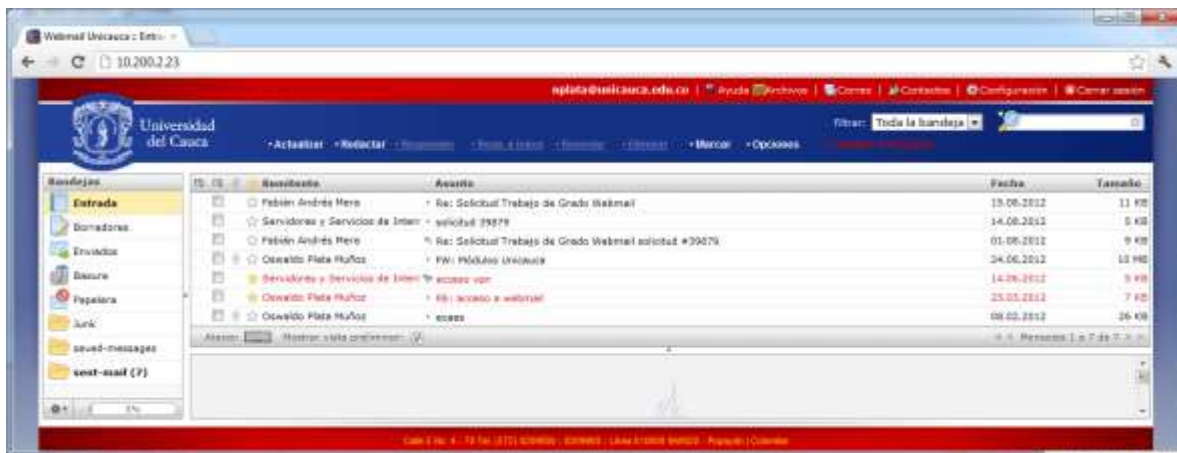 Webmail Unicauca :: Entra
10.200.2.23
nplata@unicauca.edu.co | Ayuda Archivos | Correo | Contactos | Configuración | Cerrar sesión
Universidad
del Cauca
Filtrar: Toda la bandeja
Actualizar Redactar Marcar Opciones
Bandejas
Entrada
Borradores
Enviados
Basura
Papelera
Junk
saved-messages
sent-mail (7)
Remitente Asunto Fecha Tamaño
Fabián Andrés Mera Re: Solicitud Trabajo de Grado Webmail 15.08.2012 11 KB
Servidores y Servicios de Intern solicitud 39879 14.08.2012 5 KB
Fabián Andrés Mera Re: Solicitud Trabajo de Grado Webmail solicitud #39879 01.08.2012 9 KB
Oswaldo Plata Muñoz FW: Módulos Unicauca 24.06.2012 10 MB
Servidores y Servicios de Intern acceso vpn 14.06.2012 5 KB
Oswaldo Plata Muñoz RE: acceso a webmail 25.05.2012 7 KB
Oswaldo Plata Muñoz ecaes 08.02.2012 26 KB
Mostrar vista preliminar: Mensajes 1 a 7 de 7